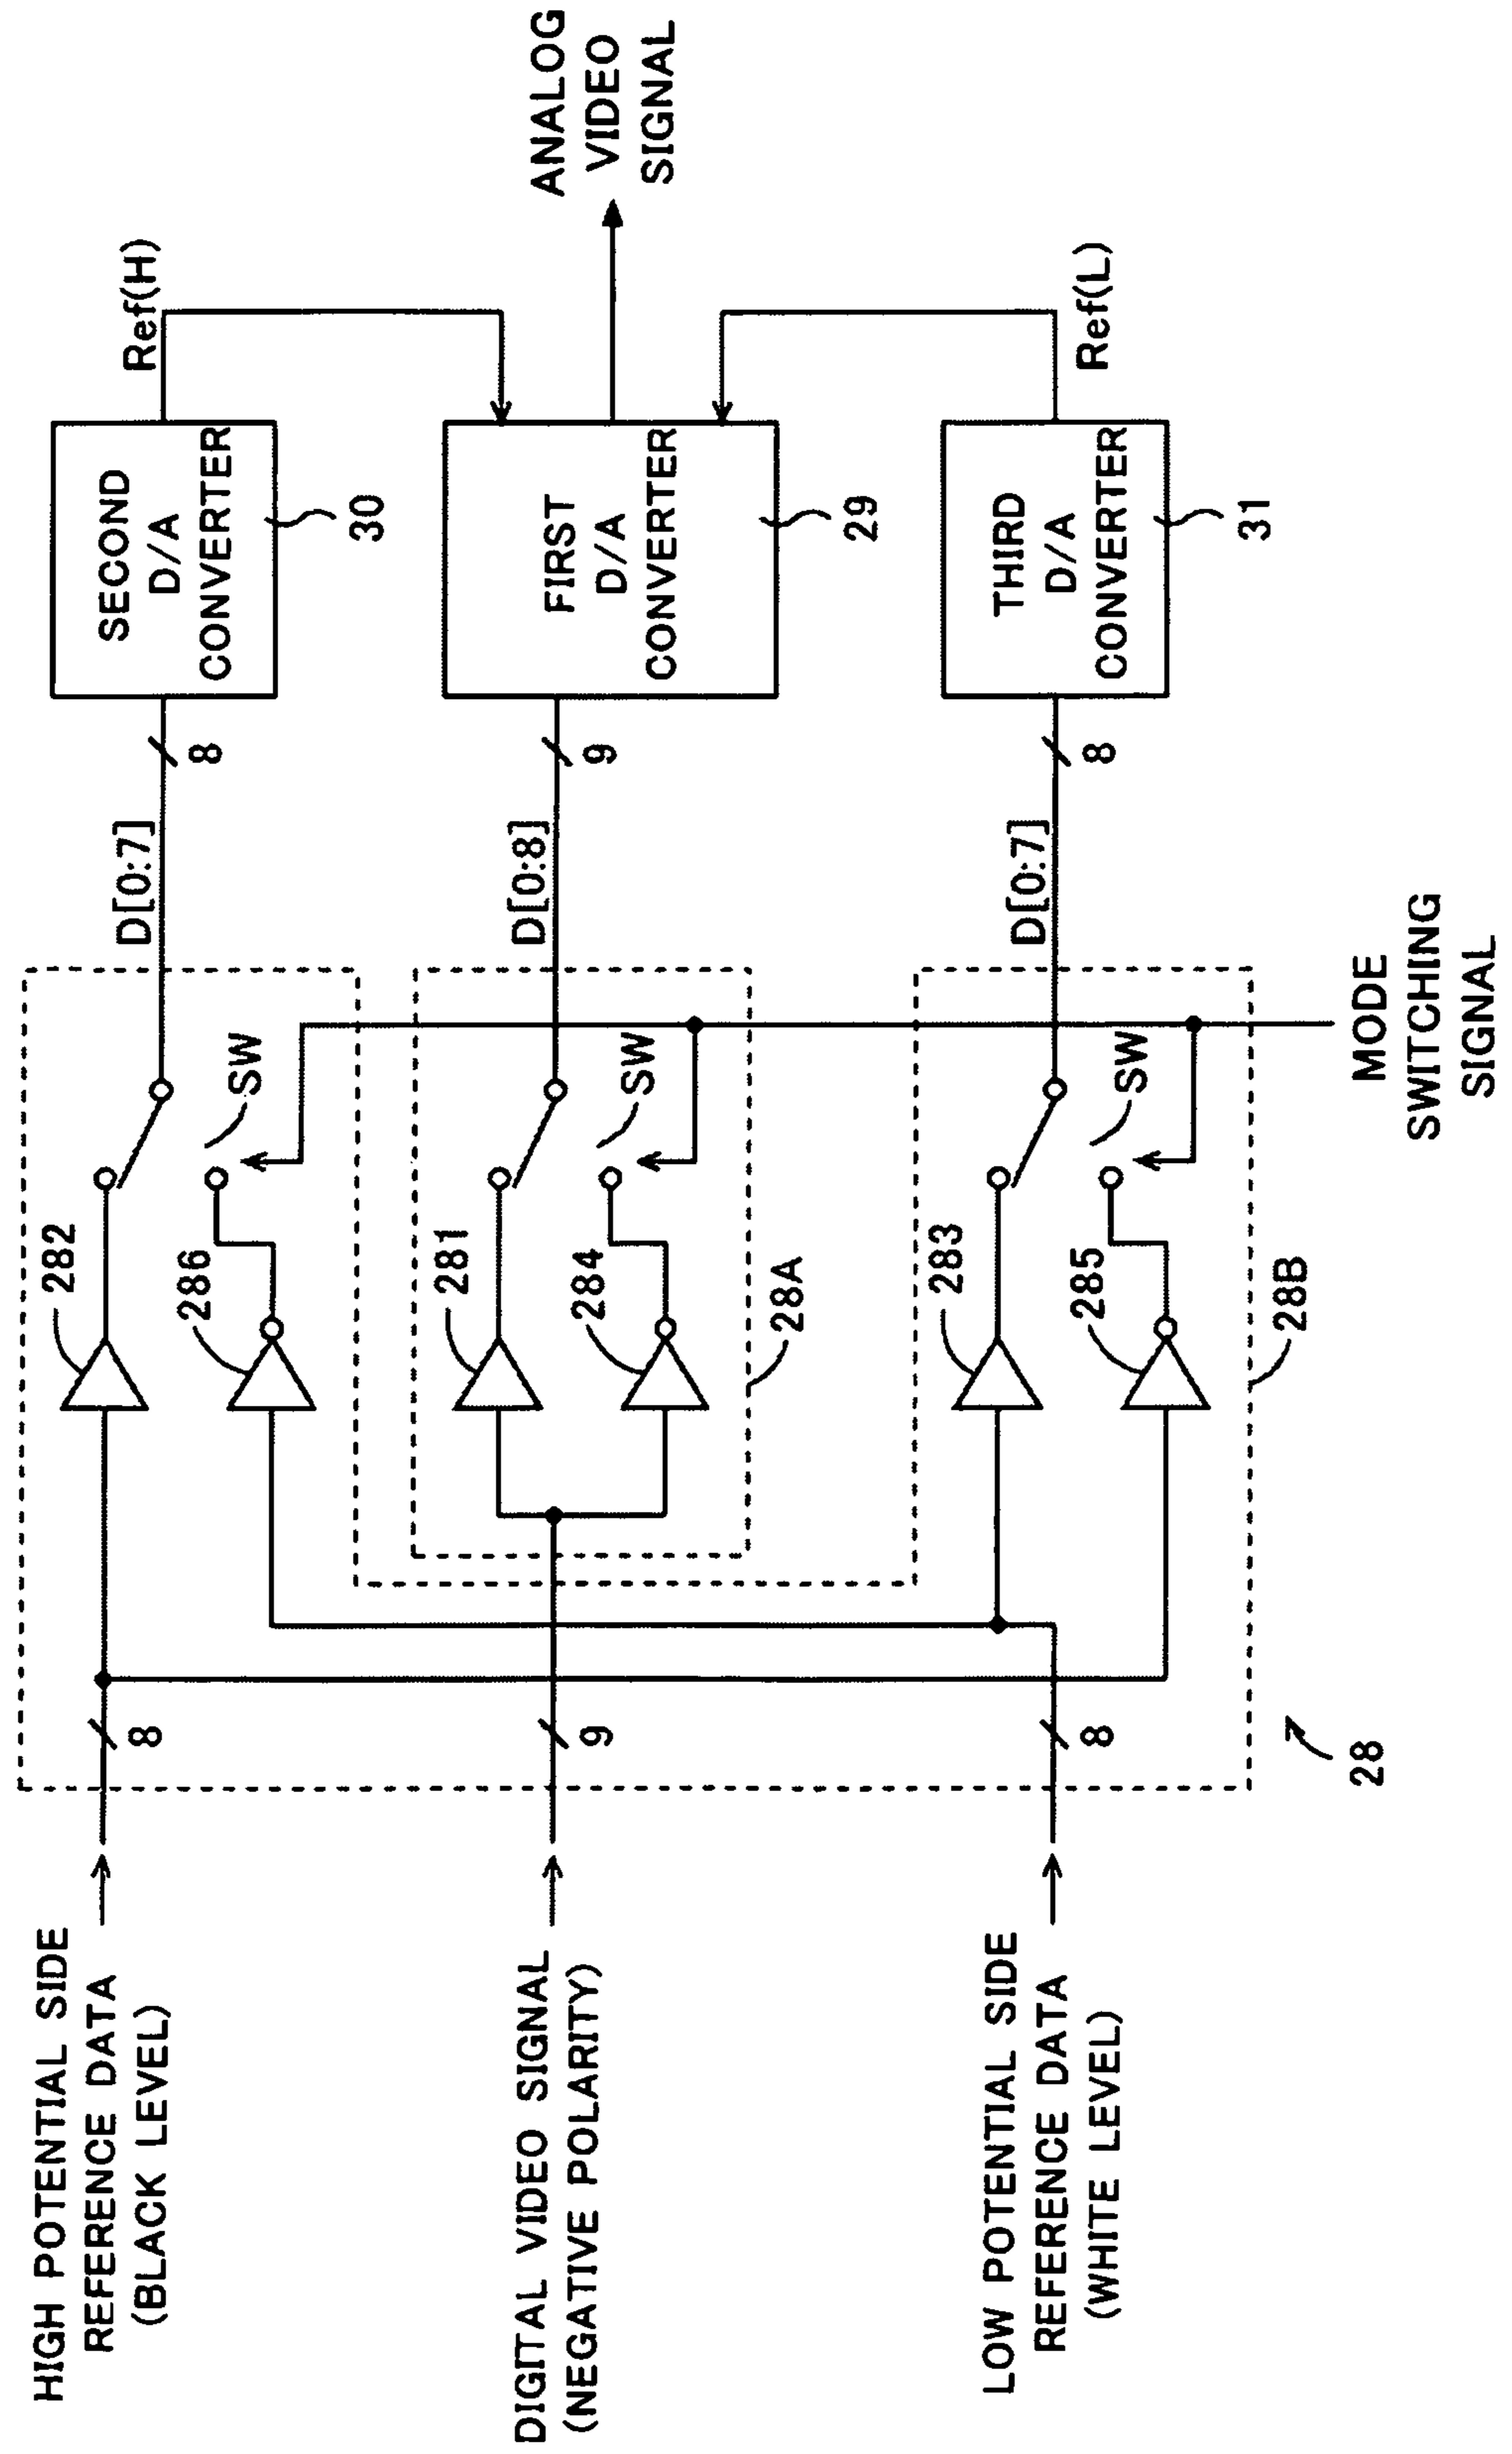 HIGH POTENTIAL SIDE
REFERENCE DATA
(BLACK LEVEL)
DIGITAL VIDEO SIGNAL
(NEGATIVE POLARITY)
LOW POTENTIAL SIDE
REFERENCE DATA
(WHITE LEVEL)
8
9
8
28
282
286
281
284
283
285
28A
28B
SW
SW
SW
MODE
SWITCHING
SIGNAL
D[0:7]
D[0:8]
D[0:7]
8
9
8
SECOND
D/A
CONVERTER
30
FIRST
D/A
CONVERTER
29
THIRD
D/A
CONVERTER
31
Ref(H)
Ref(L)
ANALOG
VIDEO
SIGNAL